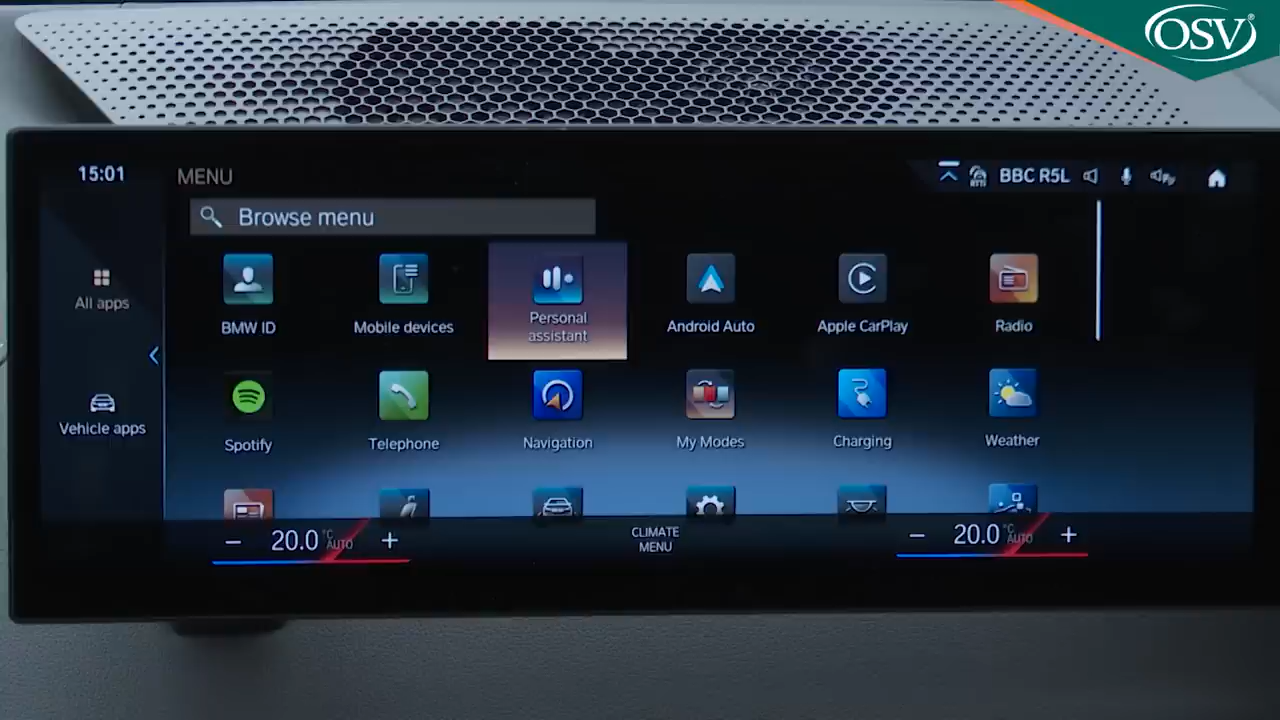 OSV®
15:01
MENU
BBC R5L
Browse menu
All apps
Vehicle apps
BMW ID
Mobile devices
Personal
assistant
Android Auto
Apple CarPlay
Radio
Spotify
Telephone
Navigation
My Modes
Charging
Weather
− 20.0 °C AUTO +
CLIMATE
MENU
− 20.0 °C AUTO +